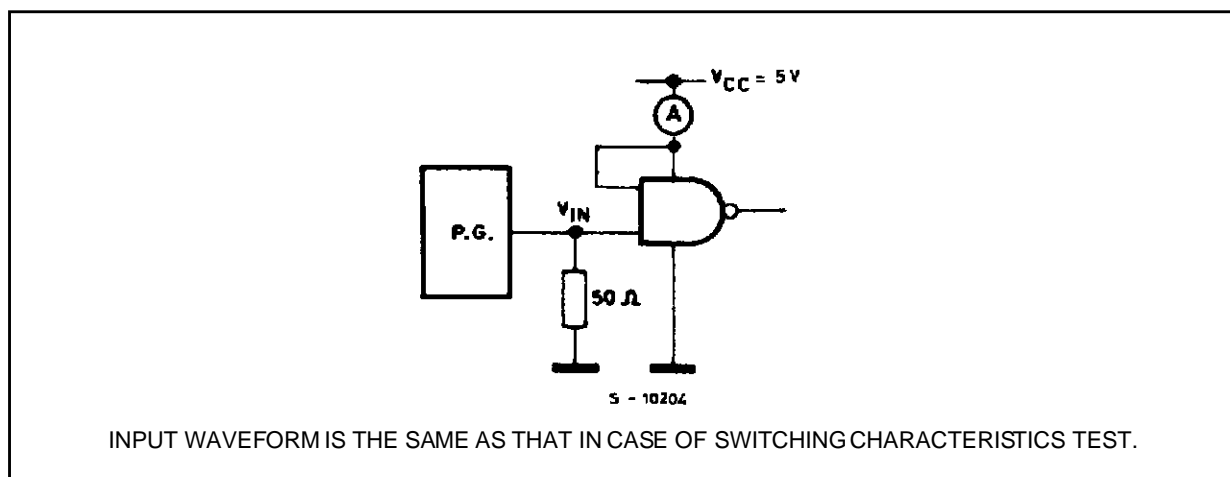 VCC = 5V
A
P.G.
VIN
50 Ω
S - 10204
INPUT WAVEFORM IS THE SAME AS THAT IN CASE OF SWITCHING CHARACTERISTICS TEST.